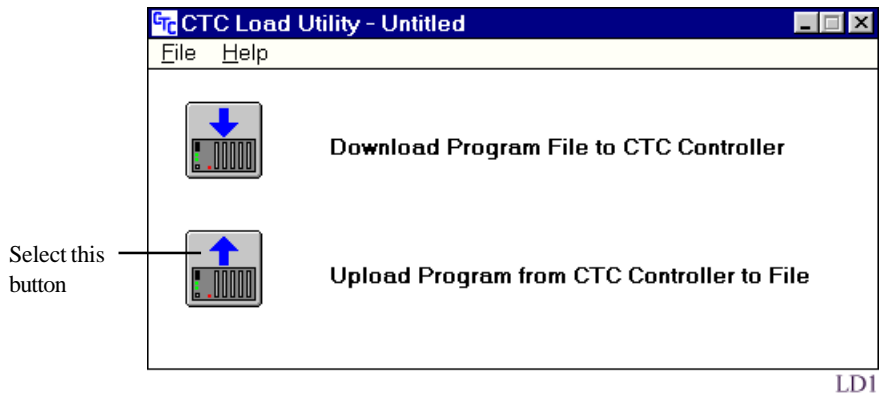 CTC CTC Load Utility - Untitled
File Help
Download Program File to CTC Controller
Select this
button
Upload Program from CTC Controller to File
LD1